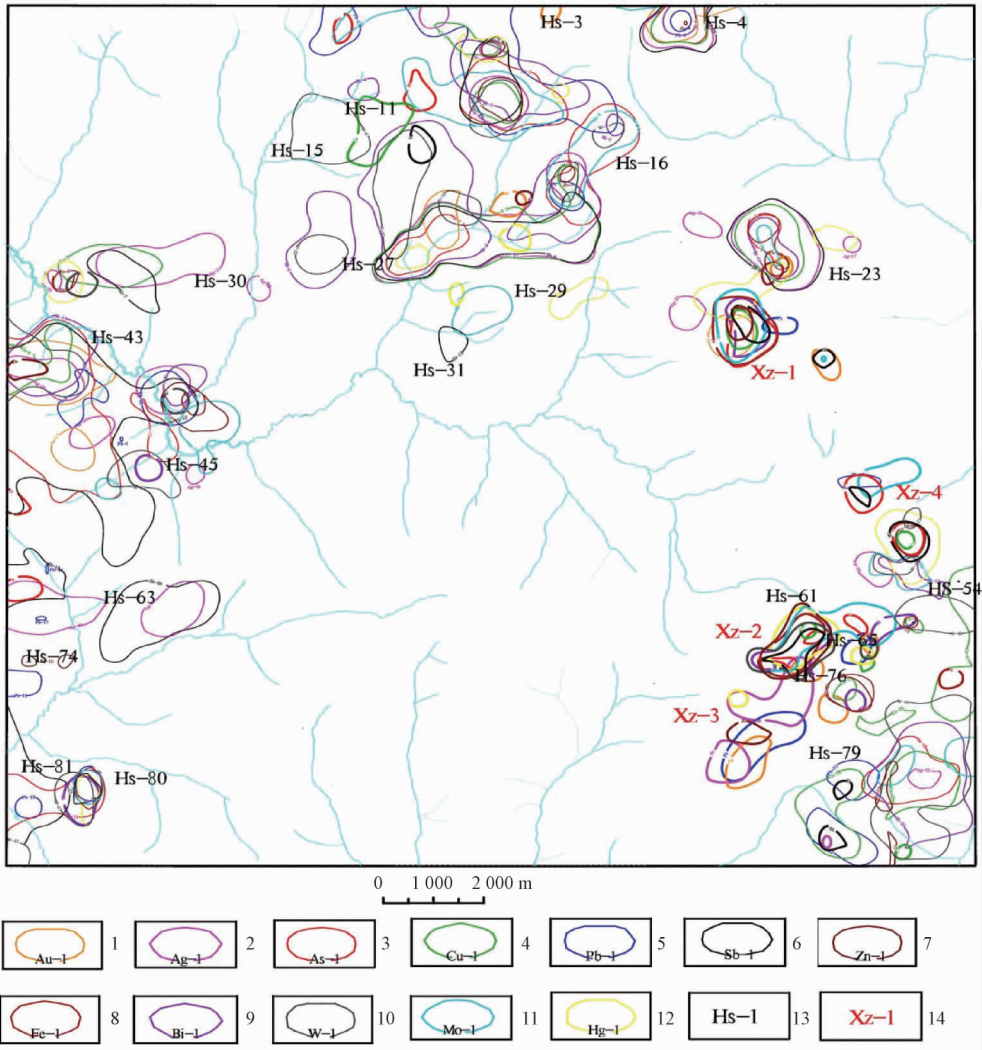 Hs–3
Hs–4
Hs–11
Hs–15
Hs–16
Hs–27
Hs–23
Hs–30
Hs–29
Hs–43
Hs–31
Xz–1
Hs–45
Xz–4
HS–54
Hs–63
Hs–61
Xz–2
Hs–65
Hs–74
Hs–76
Xz–3
Hs–79
Hs–81
Hs–80
0 1 000 2 000 m
Au–1 1 Ag–1 2 As–1 3 Cu–1 4 Pb–1 5 Sb–1 6 Zn–1 7
Fe–1 8 Bi–1 9 W–1 10 Mo–1 11 Hg–1 12 Hs–1 13 Xz–1 14